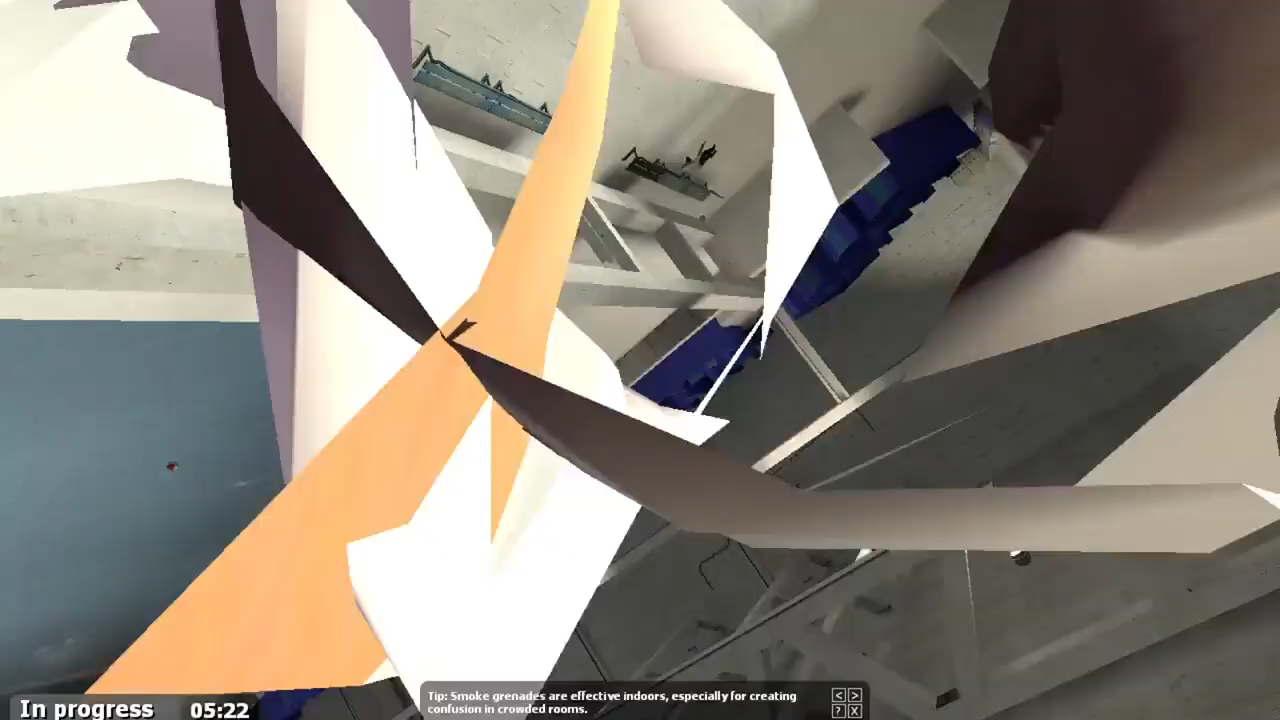 In progress 05:22
Tip: Smoke grenades are effective indoors, especially for creating
confusion in crowded rooms.
< >
? X